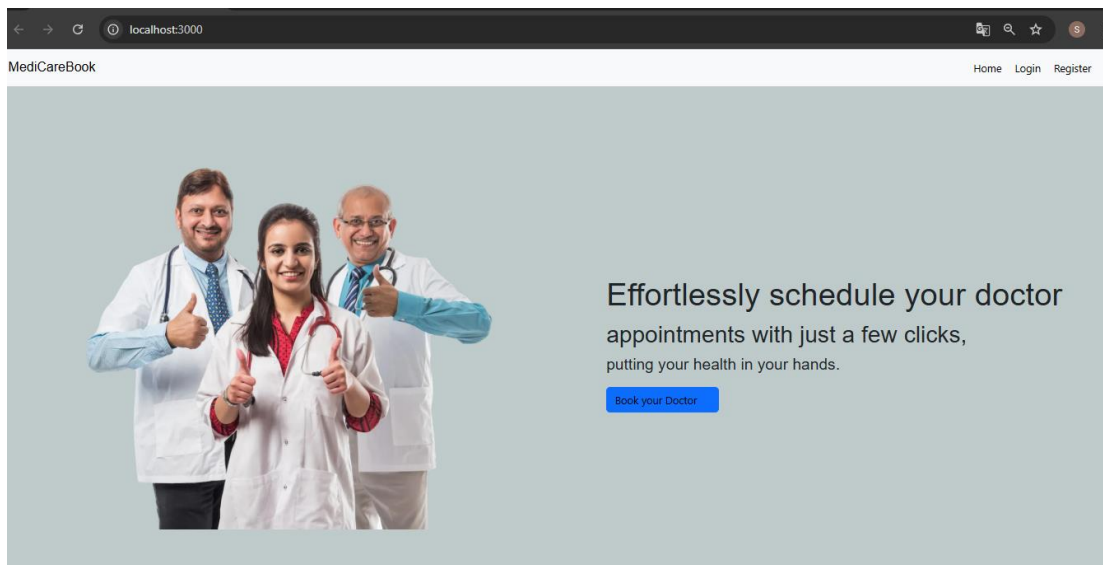 localhost:3000
S
MediCareBook
Home Login Register
Effortlessly schedule your doctor
appointments with just a few clicks,
putting your health in your hands.
Book your Doctor